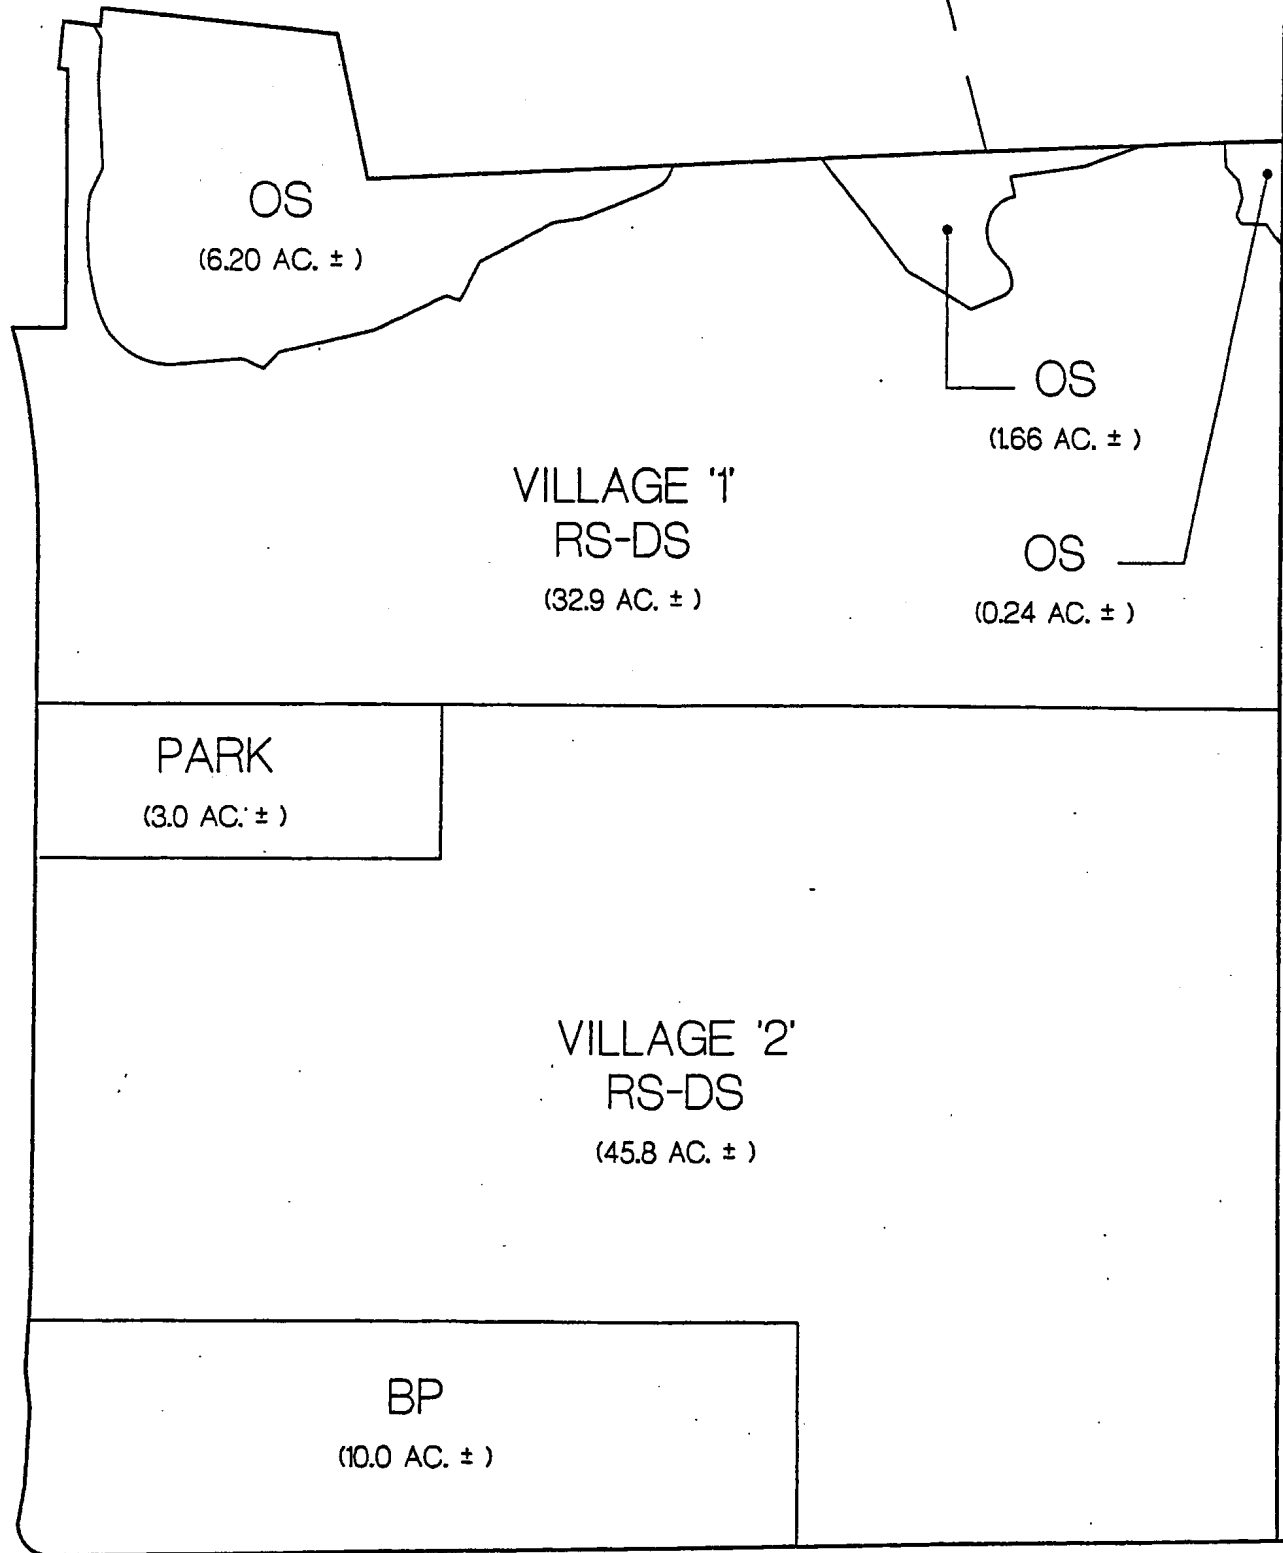 OS
(6.20 AC. ± )
OS
(1.66 AC. ± )
VILLAGE '1'
RS-DS
(32.9 AC. ± )
OS
(0.24 AC. ± )
PARK
(3.0 AC. ± )
VILLAGE '2'
RS-DS
(45.8 AC. ± )
BP
(10.0 AC. ± )